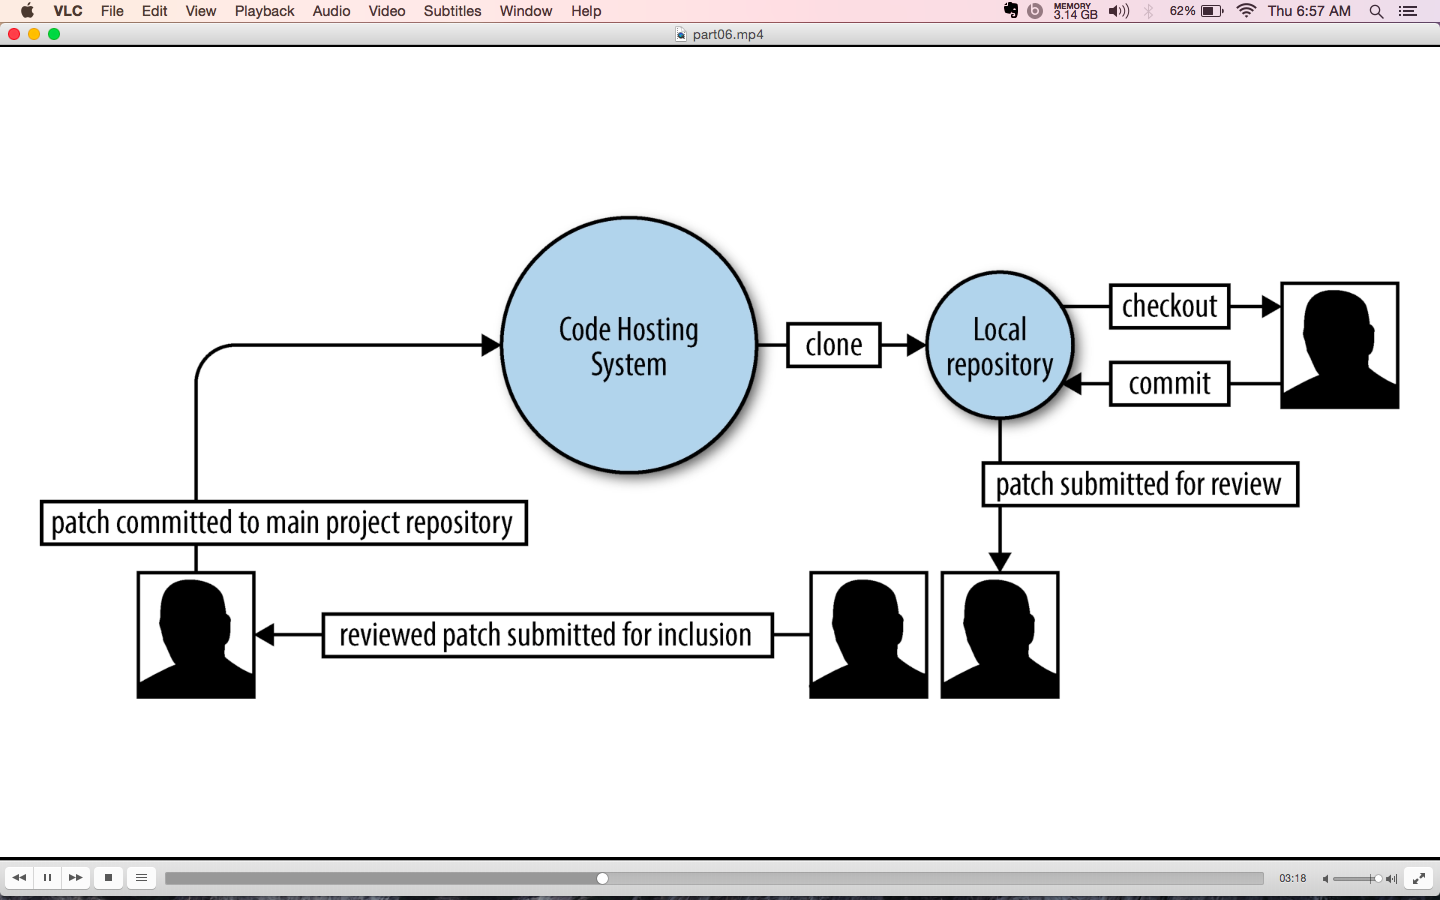 VLC File Edit View Playback Audio Video Subtitles Window Help MEMORY 3.14 GB 62% Thu 6:57 AM
part06.mp4
Code Hosting
System
clone
Local
repository
checkout
commit
patch submitted for review
patch committed to main project repository
reviewed patch submitted for inclusion
03:18